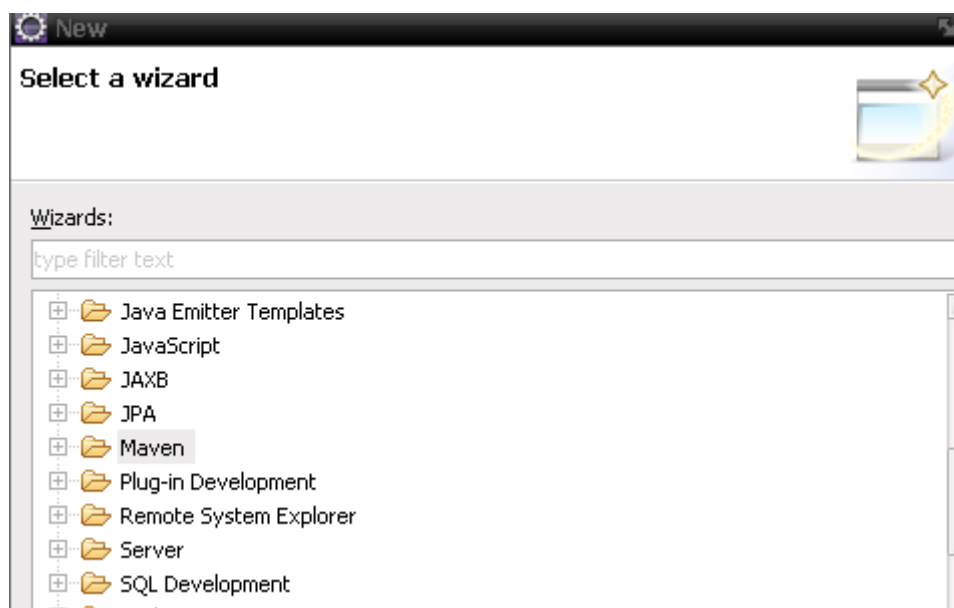 New
Select a wizard
Wizards:
type filter text
Java Emitter Templates
JavaScript
JAXB
JPA
Maven
Plug-in Development
Remote System Explorer
Server
SQL Development